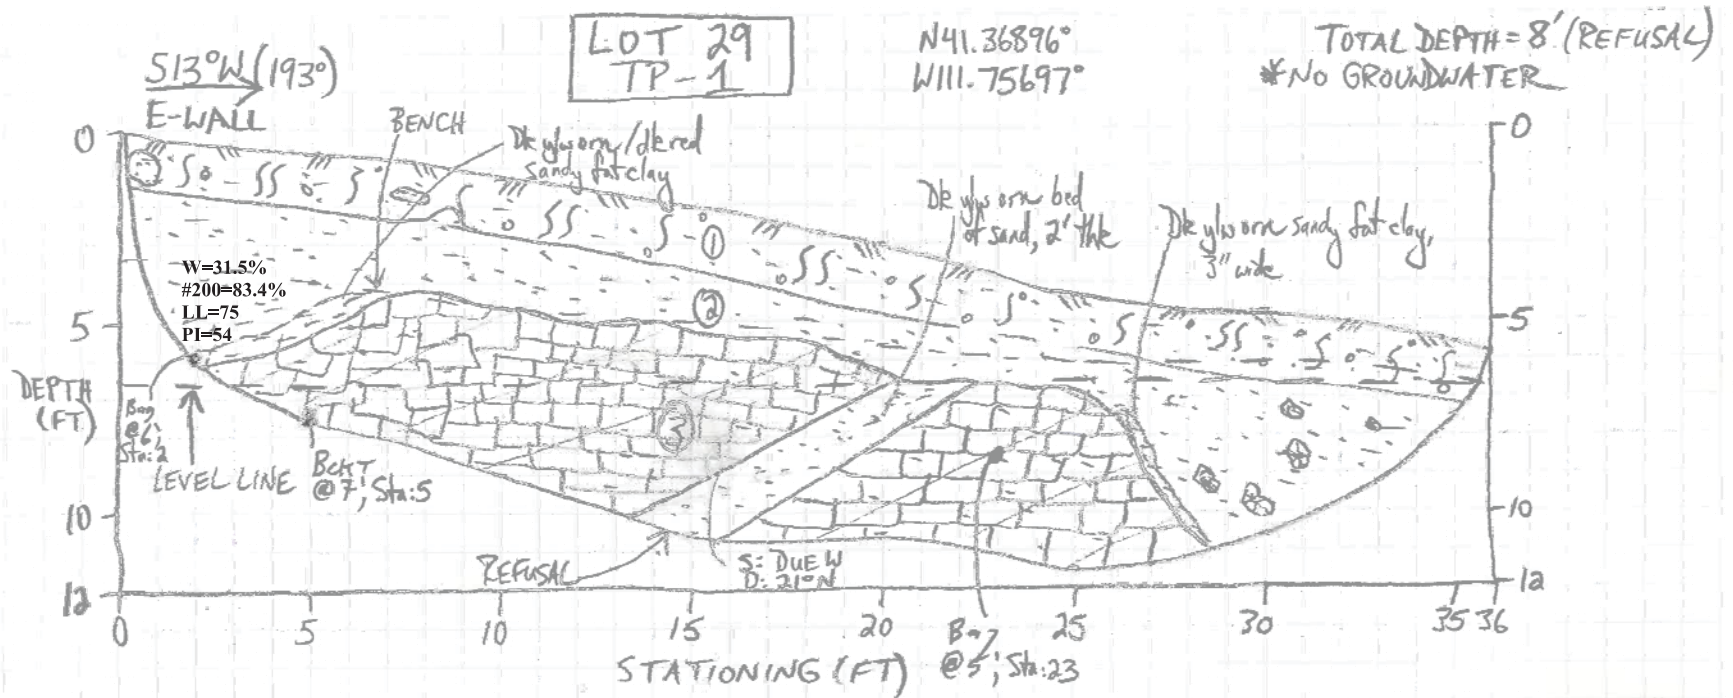 LOT 29
TP-1
N41.36896°
W111.75697°
TOTAL DEPTH = 8' (REFUSAL)
*NO GROUNDWATER
S13°W (193°)
E-WALL
BENCH
Dk ylw orn/dk red
sandy fat clay
Dk ylw orn bed
of sand, 2' thk
Dk ylw orn sandy fat clay,
3" wide
0
5
10
12
DEPTH
(FT)
W=31.5%
#200=83.4%
LL=75
PI=54
1
2
3
Bag
@6',
Sta:2
LEVEL LINE
BckT
@7', Sta:5
REFUSAL
S: DUE W
D: 21°N
Bag
@5', Sta:23
0
5
10
12
0
5
10
15
20
25
30
35
36
STATIONING (FT)